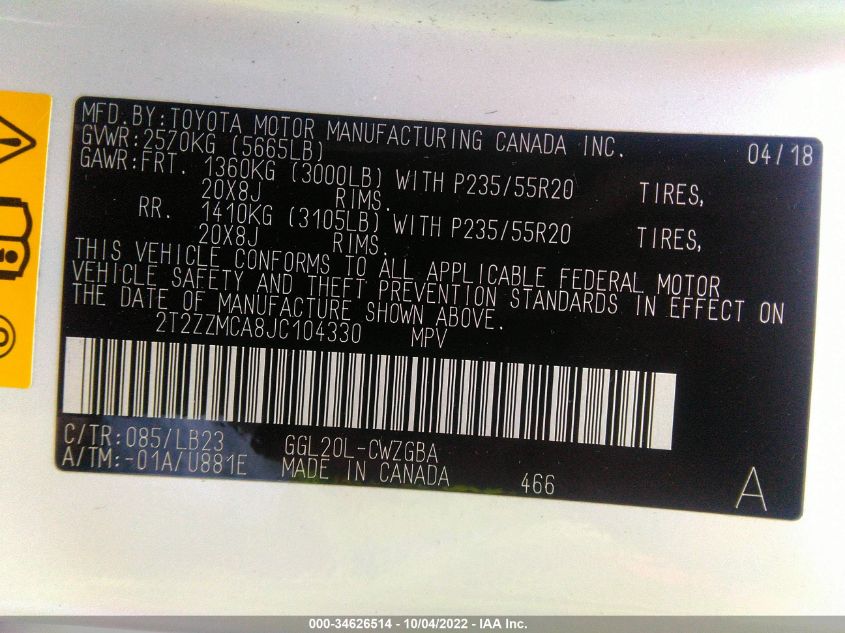 MFD.BY:TOYOTA MOTOR MANUFACTURING CANADA INC. 04/18
GVWR:2570KG (5665LB)
GAWR:FRT. 1360KG (3000LB) WITH P235/55R20 TIRES,
20X8J RIMS.
RR. 1410KG (3105LB) WITH P235/55R20 TIRES,
20X8J RIMS.
THIS VEHICLE CONFORMS TO ALL APPLICABLE FEDERAL MOTOR
VEHICLE SAFETY AND THEFT PREVENTION STANDARDS IN EFFECT ON
THE DATE OF MANUFACTURE SHOWN ABOVE.
2T2ZZMCA8JC104330 MPV
C/TR:085/LB23 GGL20L-CWZGBA
A/TM:-01A/U881E MADE IN CANADA 466 A
000-34626514 - 10/04/2022 - IAA Inc.